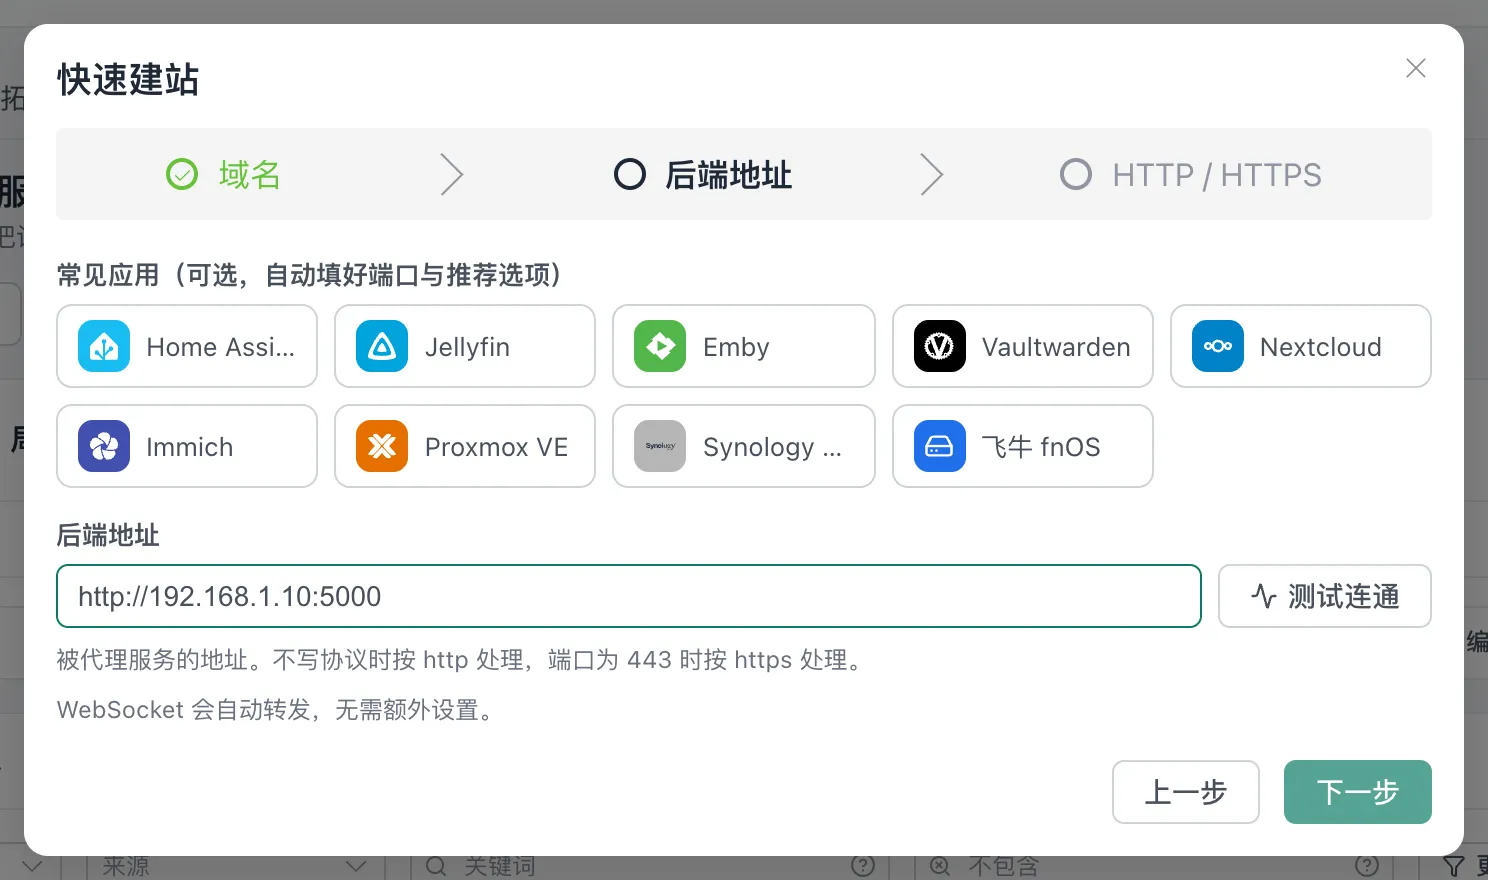 快速建站
域名
后端地址
HTTP / HTTPS
常见应用（可选，自动填好端口与推荐选项）
Home Assi...
Jellyfin
Emby
Vaultwarden
Nextcloud
Immich
Proxmox VE
Synology
Synology ...
飞牛 fnOS
后端地址
http://192.168.1.10:5000
测试连通
被代理服务的地址。不写协议时按 http 处理，端口为 443 时按 https 处理。
WebSocket 会自动转发，无需额外设置。
上一步
下一步
来源
关键词
不包含